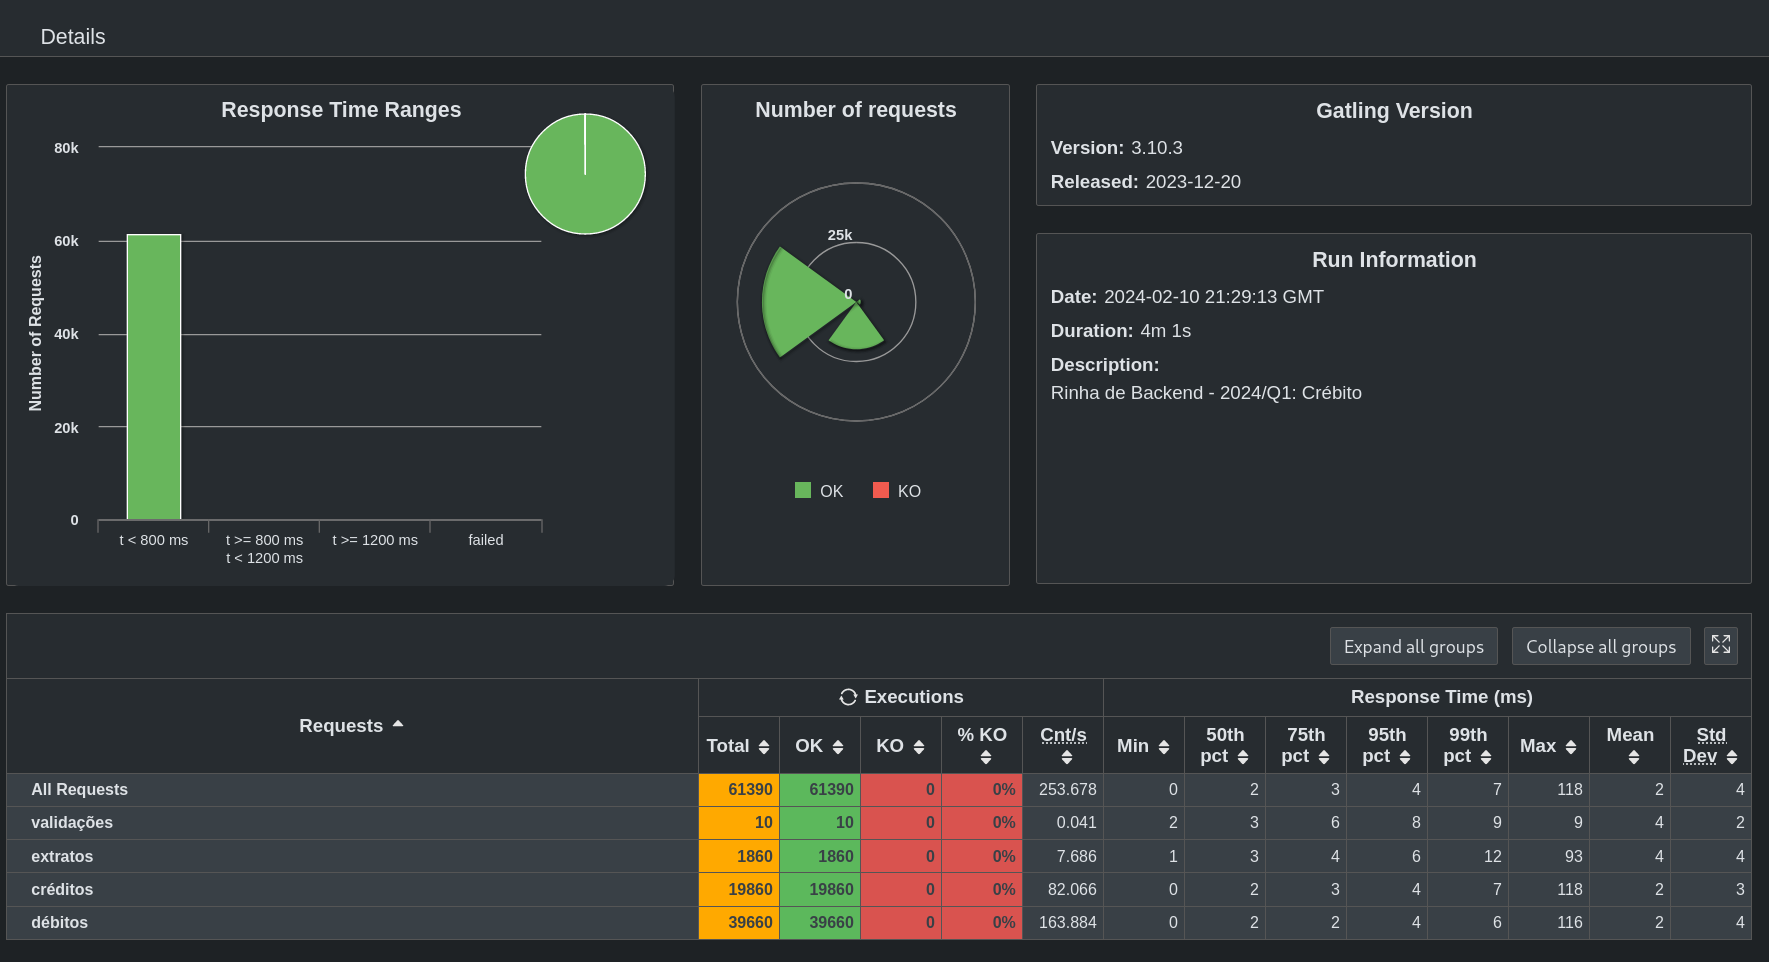 Details
Response Time Ranges
80k
60k
40k
20k
0
Number of Requests
t < 800 ms
t >= 800 ms
t < 1200 ms
t >= 1200 ms
failed
Number of requests
25k
0
OK
KO
Gatling Version
Version: 3.10.3
Released: 2023-12-20
Run Information
Date: 2024-02-10 21:29:13 GMT
Duration: 4m 1s
Description:
Rinha de Backend - 2024/Q1: Crébito
Expand all groups Collapse all groups
Requests Executions Response Time (ms)
Total OK KO % KO Cnt/s Min 50th pct 75th pct 95th pct 99th pct Max Mean Std Dev
All Requests 61390 61390 0 0% 253.678 0 2 3 4 7 118 2 4
validações 10 10 0 0% 0.041 2 3 6 8 9 9 4 2
extratos 1860 1860 0 0% 7.686 1 3 4 6 12 93 4 4
créditos 19860 19860 0 0% 82.066 0 2 3 4 7 118 2 3
débitos 39660 39660 0 0% 163.884 0 2 2 4 6 116 2 4